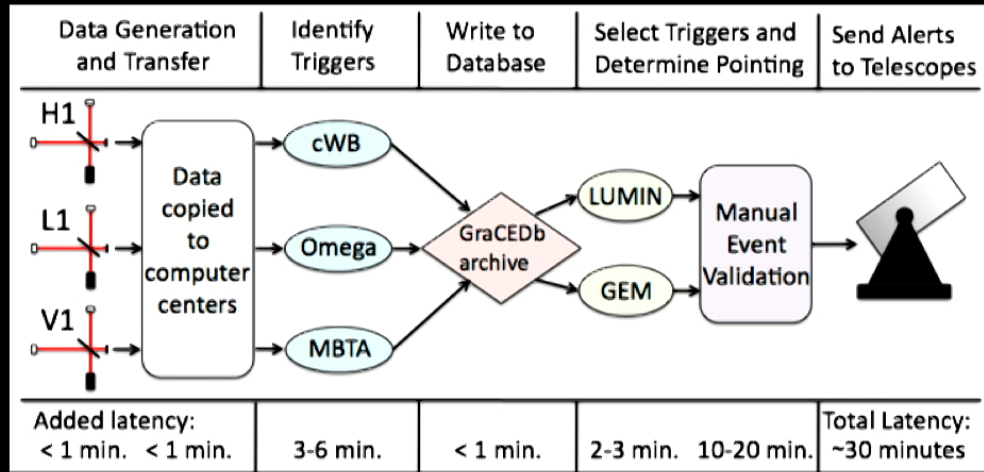 Data Generation
and Transfer
Identify
Triggers
Write to
Database
Select Triggers and
Determine Pointing
Send Alerts
to Telescopes
H1
L1
V1
Data
copied
to
computer
centers
cWB
Omega
MBTA
GraCEDb
archive
LUMIN
GEM
Manual
Event
Validation
Added latency:
< 1 min. < 1 min.
3-6 min.
< 1 min.
2-3 min. 10-20 min.
Total Latency:
~30 minutes